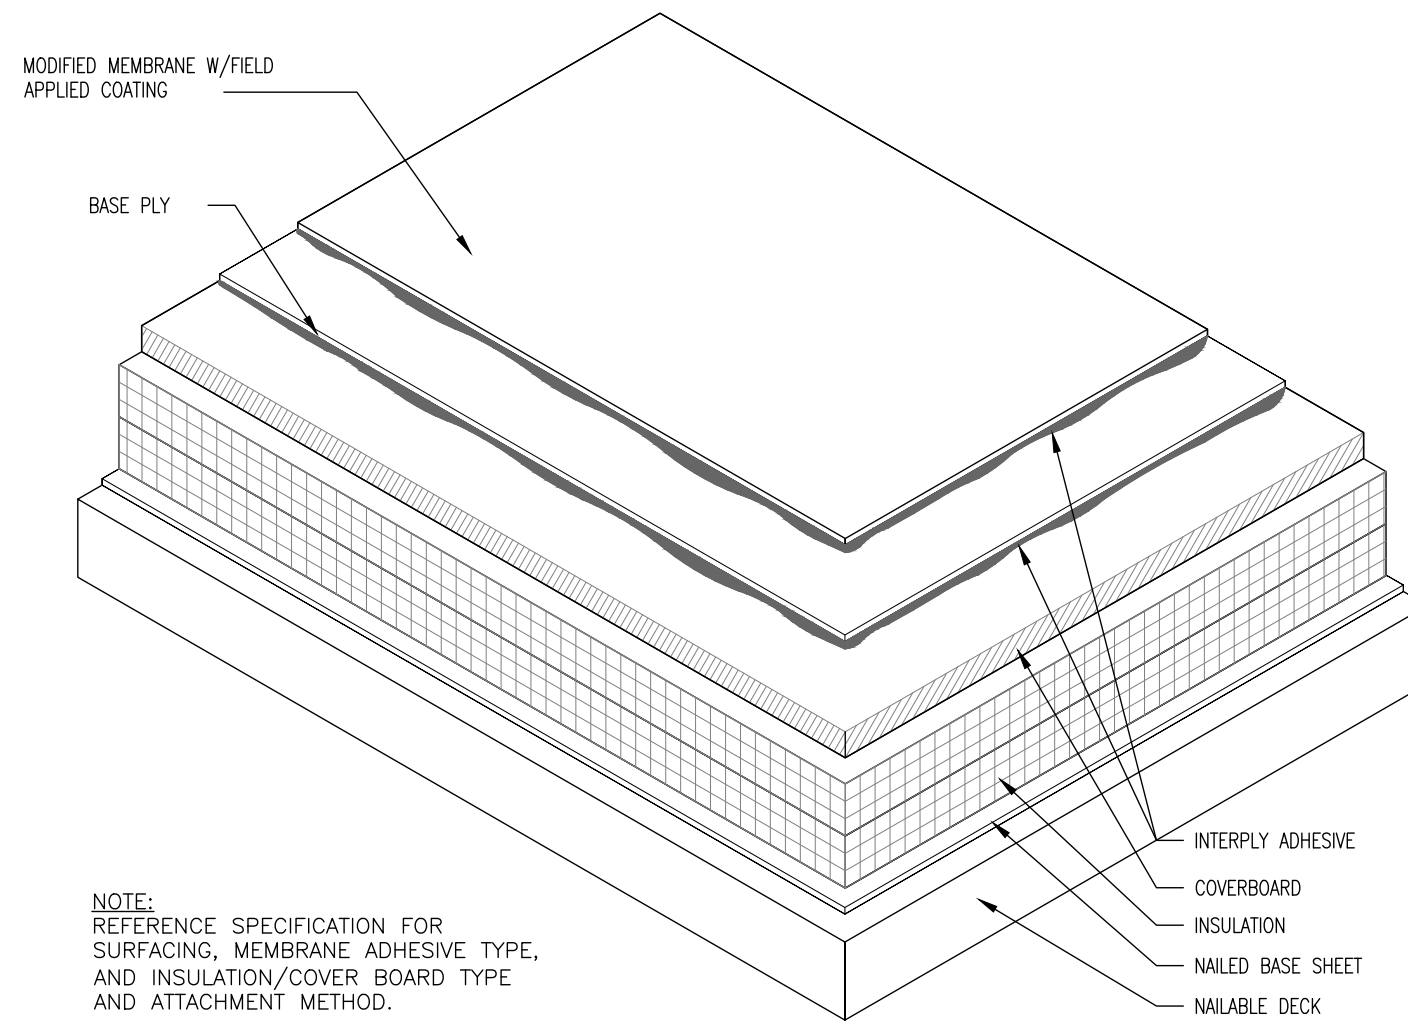 MODIFIED MEMBRANE W/FIELD
APPLIED COATING
BASE PLY
INTERPLY ADHESIVE
COVERBOARD
INSULATION
NAILED BASE SHEET
NAILABLE DECK
NOTE:
REFERENCE SPECIFICATION FOR
SURFACING, MEMBRANE ADHESIVE TYPE,
AND INSULATION/COVER BOARD TYPE
AND ATTACHMENT METHOD.